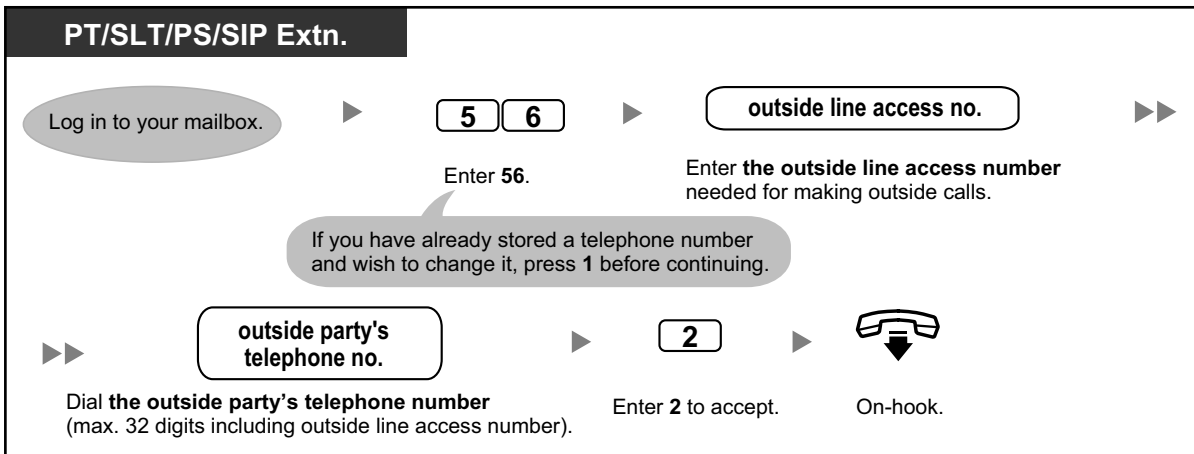 PT/SLT/PS/SIP Extn.
Log in to your mailbox.
5 6
Enter 56.
If you have already stored a telephone number
and wish to change it, press 1 before continuing.
outside line access no.
Enter the outside line access number
needed for making outside calls.
outside party's
telephone no.
Dial the outside party’s telephone number
(max. 32 digits including outside line access number).
2
Enter 2 to accept.
On-hook.